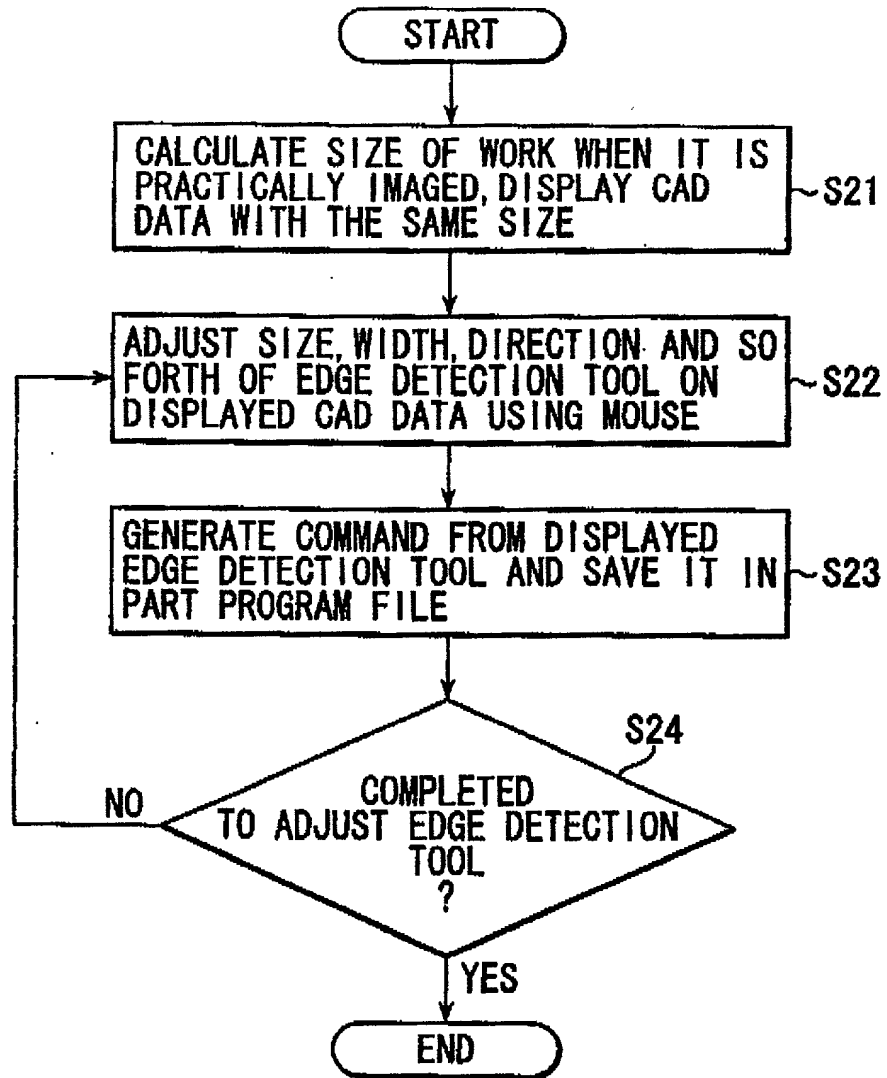 START
CALCULATE SIZE OF WORK WHEN IT IS
PRACTICALLY IMAGED, DISPLAY CAD
DATA WITH THE SAME SIZE
S21
ADJUST SIZE, WIDTH, DIRECTION AND SO
FORTH OF EDGE DETECTION TOOL ON
DISPLAYED CAD DATA USING MOUSE
S22
GENERATE COMMAND FROM DISPLAYED
EDGE DETECTION TOOL AND SAVE IT IN
PART PROGRAM FILE
S23
S24
COMPLETED
TO ADJUST EDGE DETECTION
TOOL
?
NO
YES
END